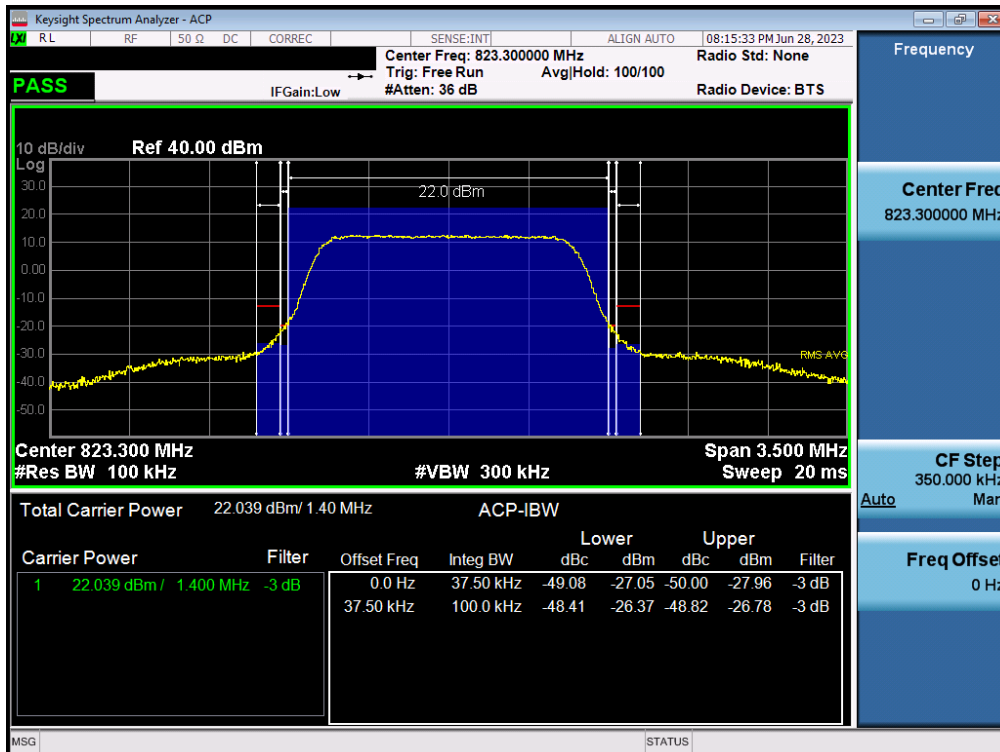 Keysight Spectrum Analyzer - ACP
LXI RL RF 50 Ω DC CORREC SENSE:INT ALIGN AUTO 08:15:33 PM Jun 28, 2023
Center Freq: 823.300000 MHz Radio Std: None
Trig: Free Run Avg|Hold: 100/100
PASS IFGain:Low #Atten: 36 dB Radio Device: BTS
10 dB/div Ref 40.00 dBm
Log
30.0
22.0 dBm
20.0
10.0
0.00
-10.0
-20.0
-30.0 RMS AVG
-40.0
-50.0
Center 823.300 MHz Span 3.500 MHz
#Res BW 100 kHz #VBW 300 kHz Sweep 20 ms
Total Carrier Power 22.039 dBm/ 1.40 MHz ACP-IBW
Lower Upper
Carrier Power Filter Offset Freq Integ BW dBc dBm dBc dBm Filter
1 22.039 dBm / 1.400 MHz -3 dB 0.0 Hz 37.50 kHz -49.08 -27.05 -50.00 -27.96 -3 dB
37.50 kHz 100.0 kHz -48.41 -26.37 -48.82 -26.78 -3 dB
MSG STATUS
Frequency
Center Freq
823.300000 MHz
CF Step
350.000 kHz
Auto Man
Freq Offset
0 Hz